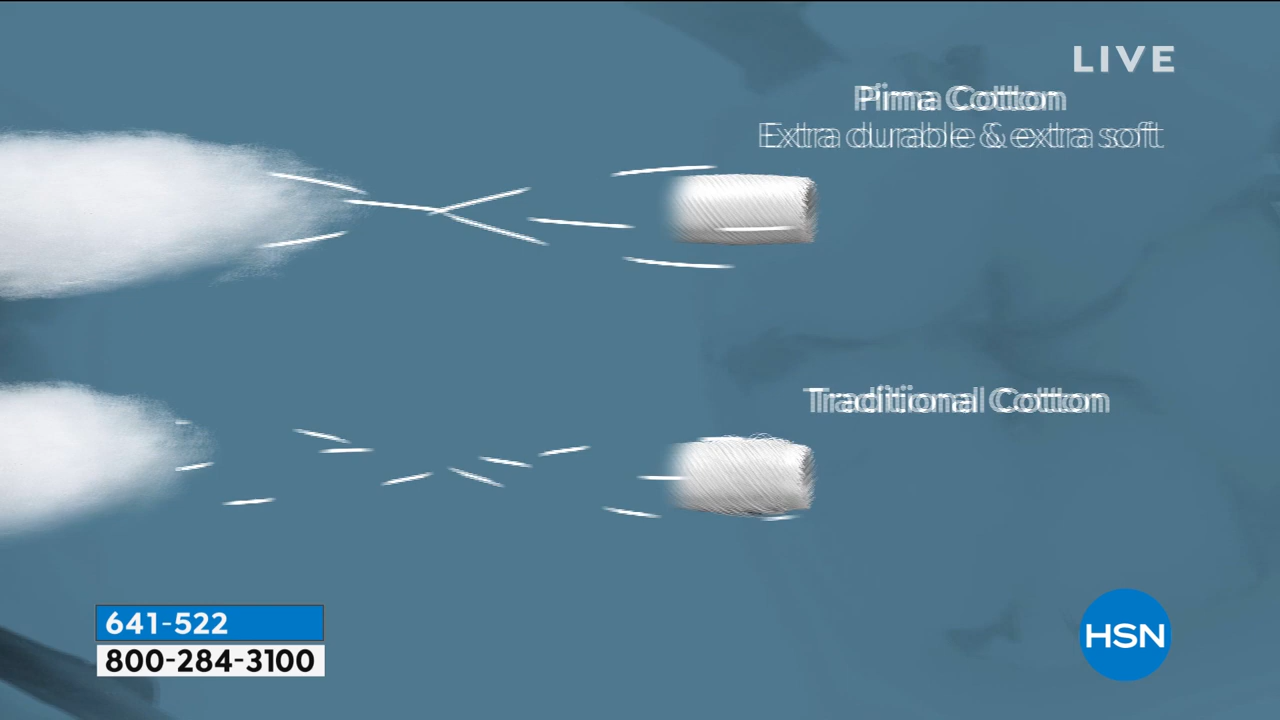 LIVE
Pima Cotton
Extra durable & extra soft
Traditional Cotton
641-522
800-284-3100
HSN